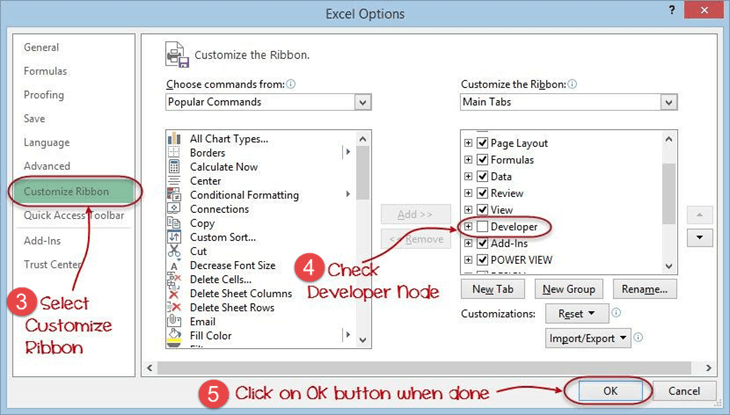 Excel Options
?
General
Formulas
Proofing
Save
Language
Advanced
Customize Ribbon
Quick Access Toolbar
Add-Ins
Trust Center
3 Select
Customize
Ribbon
Customize the Ribbon.
Choose commands from:
Popular Commands
All Chart Types...
Borders
Calculate Now
Center
Conditional Formatting
Connections
Copy
Custom Sort...
Cut
Decrease Font Size
Delete Cells...
Delete Sheet Columns
Delete Sheet Rows
Email
Fill Color
Add >>
<< Remove
Customize the Ribbon:
Main Tabs
Page Layout
Formulas
Data
Review
View
Developer
Add-Ins
POWER VIEW
DESIGN
4 Check
Developer Node
New Tab
New Group
Rename...
Customizations:
Reset
Import/Export
5 Click on Ok button when done
OK
Cancel